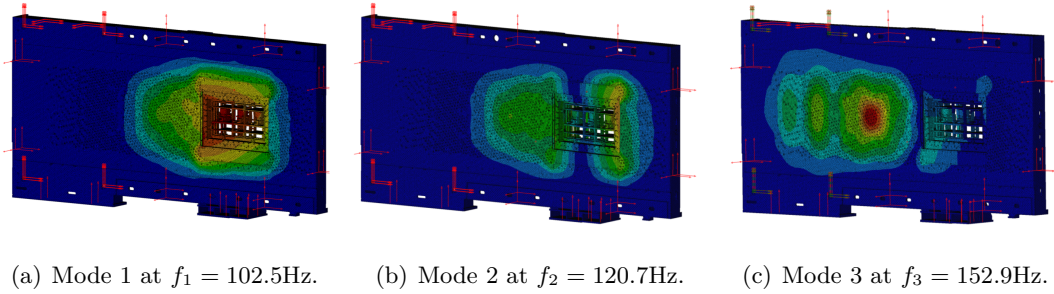 (a) Mode 1 at f₁ = 102.5Hz.
(b) Mode 2 at f₂ = 120.7Hz.
(c) Mode 3 at f₃ = 152.9Hz.